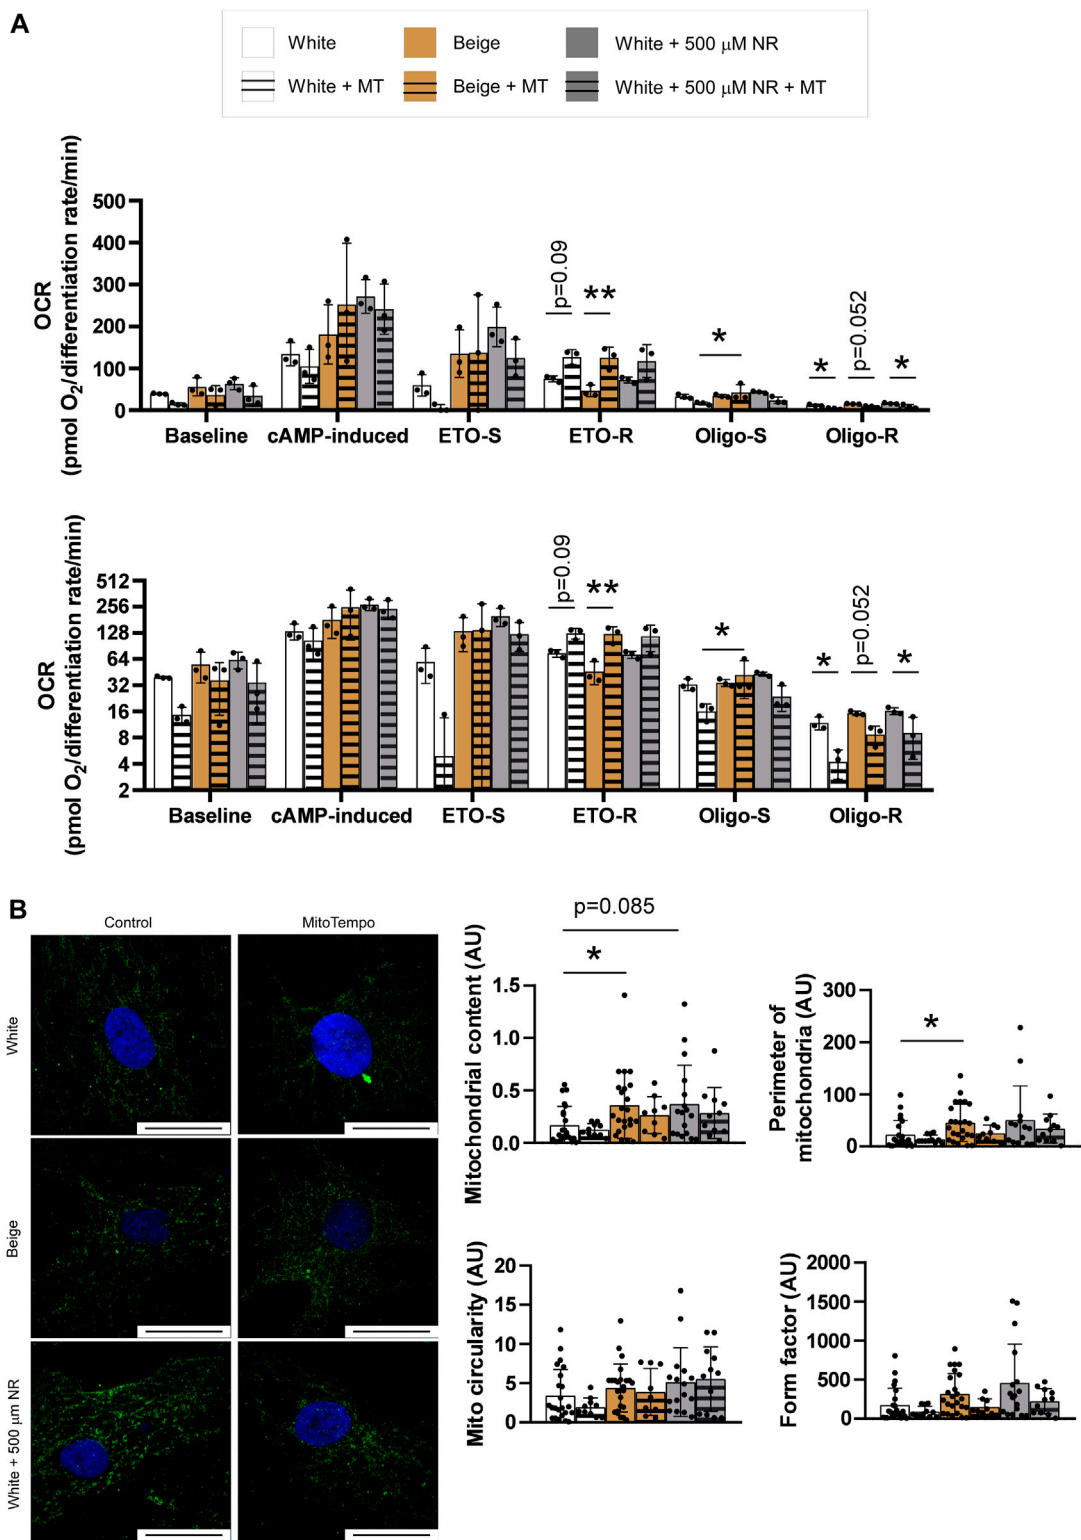 A
White
Beige
White + 500 μM NR
White + MT
Beige + MT
White + 500 μM NR + MT
OCR
(pmol O2/differentiation rate/min)
500
400
300
200
100
0
p=0.09
**
*
*
p=0.052
*
Baseline
cAMP-induced
ETO-S
ETO-R
Oligo-S
Oligo-R
OCR
(pmol O2/differentiation rate/min)
512
256
128
64
32
16
8
4
2
p=0.09
**
*
*
p=0.052
*
Baseline
cAMP-induced
ETO-S
ETO-R
Oligo-S
Oligo-R
B
Control
MitoTempo
White
Beige
White + 500 μm NR
Mitochondrial content (AU)
p=0.085
*
1.5
1.0
0.5
0.0
Perimeter of
mitochondria (AU)
*
300
200
100
0
Mito circularity (AU)
20
15
10
5
0
Form factor (AU)
2000
1500
1000
500
0